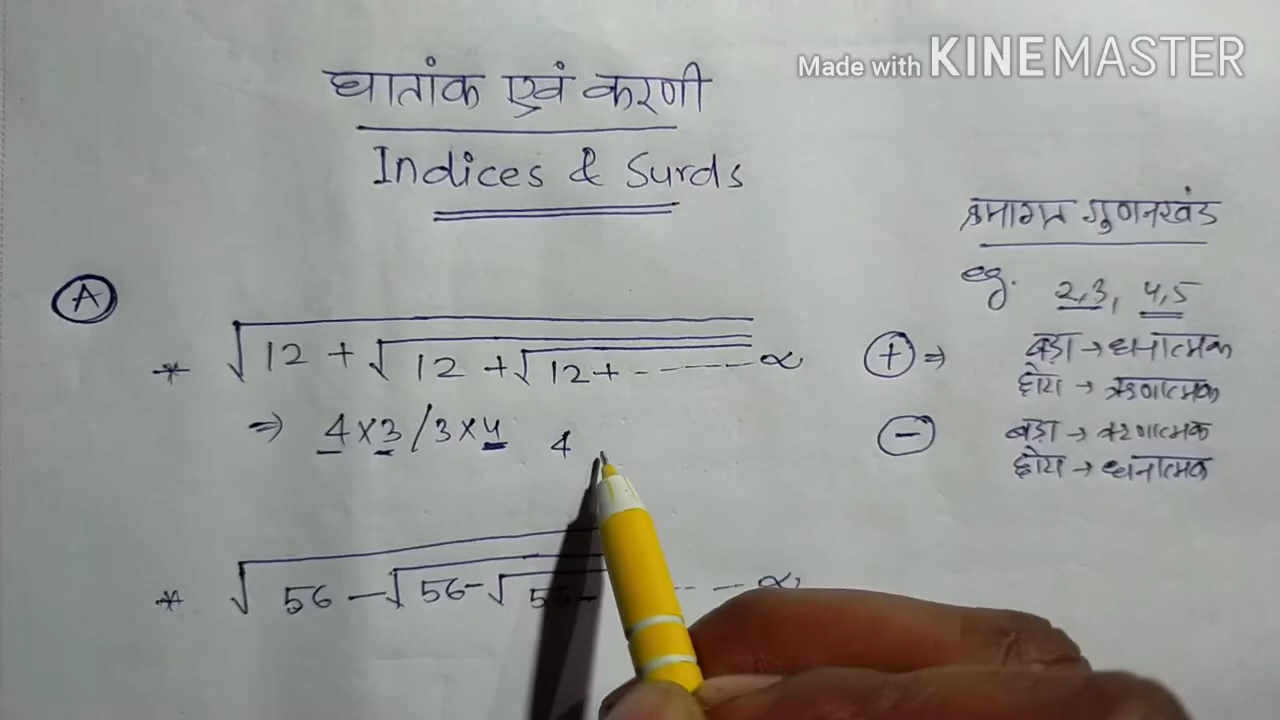 Made with KINEMASTER
घातांक एवं करणी
Indices & Surds
क्रमागत गुणनखंड
eg. 2,3, 4,5
A
* √12 + √12 + √12 + ------- ∝
⊕ ⇒ बड़ा → धनात्मक
छोटा → ऋणात्मक
⇒ 4×3 / 3×4 4
⊖ बड़ा → ऋणात्मक
छोटा → धनात्मक
* √56 − √56 − √56 - - - ∝